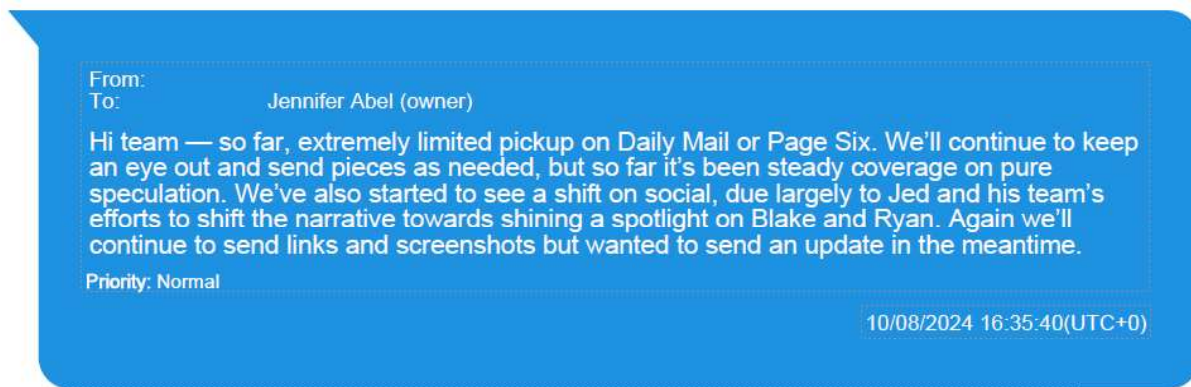 From:
To: Jennifer Abel (owner)
Hi team — so far, extremely limited pickup on Daily Mail or Page Six. We’ll continue to keep
an eye out and send pieces as needed, but so far it’s been steady coverage on pure
speculation. We’ve also started to see a shift on social, due largely to Jed and his team’s
efforts to shift the narrative towards shining a spotlight on Blake and Ryan. Again we’ll
continue to send links and screenshots but wanted to send an update in the meantime.
Priority: Normal
10/08/2024 16:35:40(UTC+0)